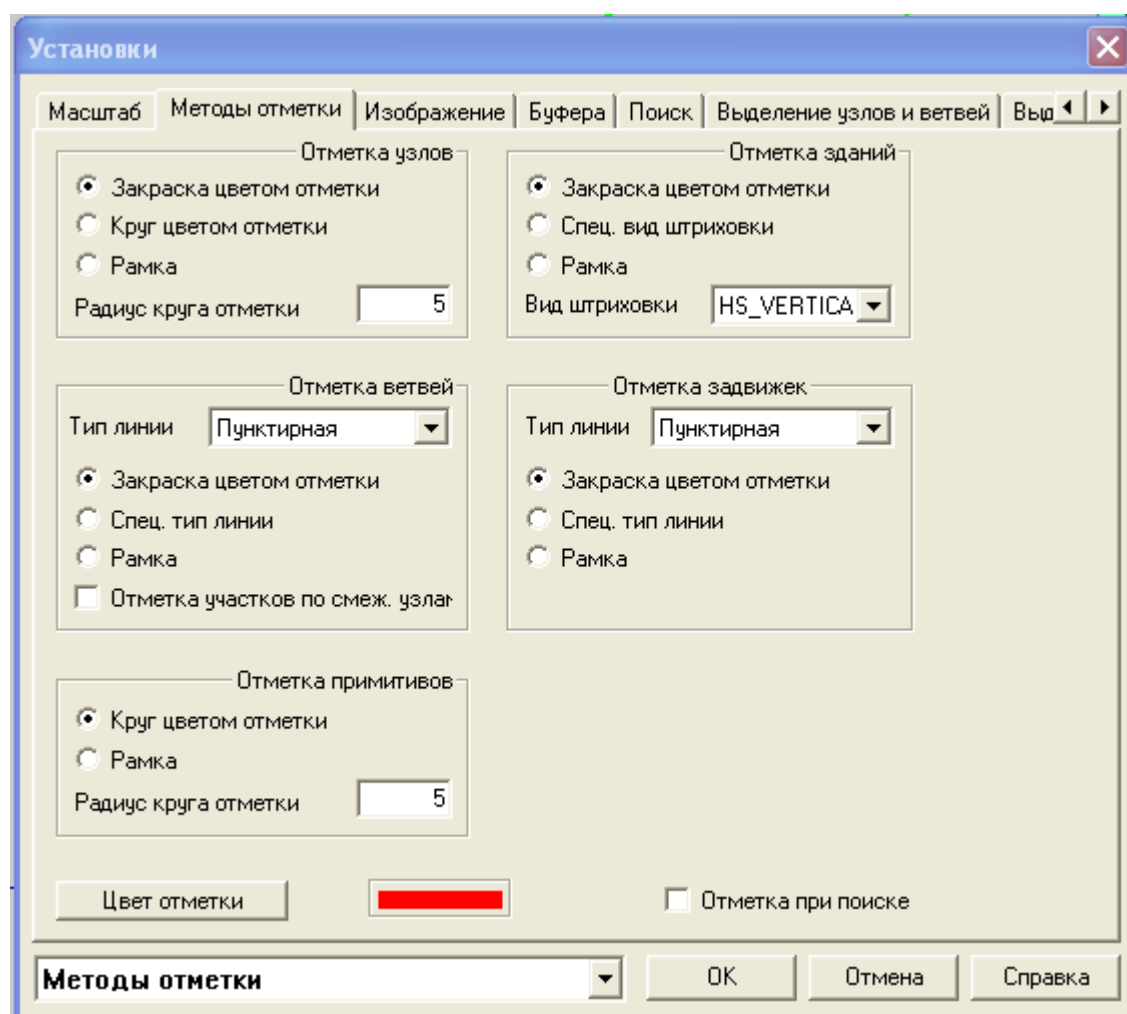 Установки
Масштаб Методы отметки Изображение Буфера Поиск Выделение узлов и ветвей Выд
Отметка узлов
Закраска цветом отметки
Круг цветом отметки
Рамка
Радиус круга отметки 5
Отметка зданий
Закраска цветом отметки
Спец. вид штриховки
Рамка
Вид штриховки HS_VERTICA
Отметка ветвей
Тип линии Пунктирная
Закраска цветом отметки
Спец. тип линии
Рамка
Отметка участков по смеж. узлам
Отметка задвижек
Тип линии Пунктирная
Закраска цветом отметки
Спец. тип линии
Рамка
Отметка примитивов
Круг цветом отметки
Рамка
Радиус круга отметки 5
Цвет отметки Отметка при поиске
Методы отметки OK Отмена Справка